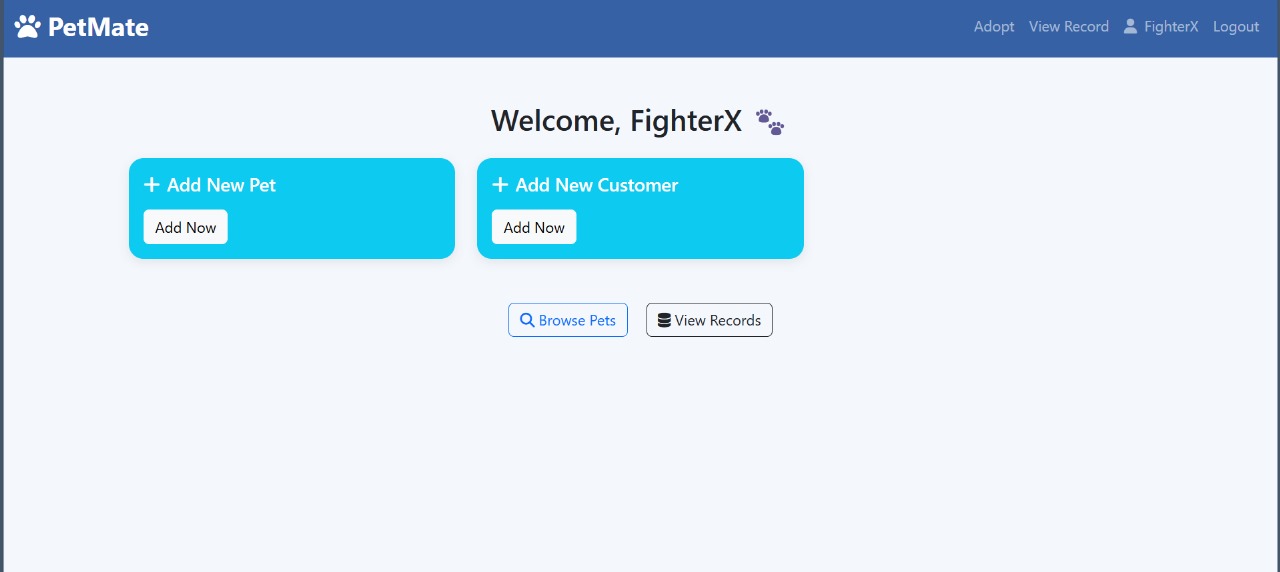 PetMate
Adopt View Record FighterX Logout
Welcome, FighterX
Add New Pet
Add Now
Add New Customer
Add Now
Browse Pets
View Records